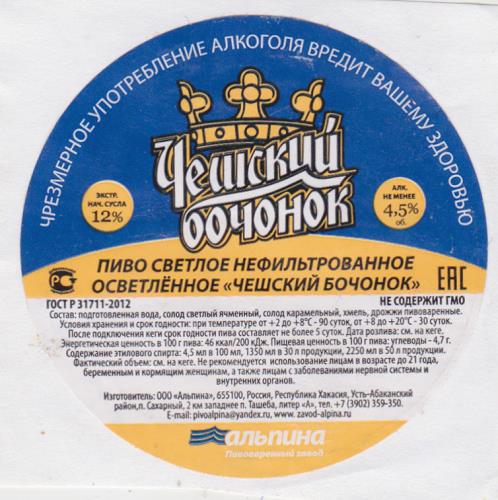 ЧРЕЗМЕРНОЕ УПОТРЕБЛЕНИЕ АЛКОГОЛЯ ВРЕДИТ ВАШЕМУ ЗДОРОВЬЮ
Чешский
бочонок
ЭКСТР.
НАЧ. СУСЛА
12%
АЛК.
НЕ МЕНЕЕ
4,5%
об.
ПИВО СВЕТЛОЕ НЕФИЛЬТРОВАННОЕ
ОСВЕТЛЁННОЕ «ЧЕШСКИЙ БОЧОНОК»
ЕАС
ГОСТ Р 31711-2012
НЕ СОДЕРЖИТ ГМО
Состав: подготовленная вода, солод светлый ячменный, солод карамельный, хмель, дрожжи пивоваренные.
Условия хранения и срок годности: при температуре от +2 до +8°С - 90 суток, от +8 до +20°С - 30 суток.
После подключения кеги срок годности пива составляет не более 5 суток. Дата розлива: см. на кеге.
Энергетическая ценность в 100 г пива: 46 ккал/200 кДж. Пищевая ценность в 100 г пива: углеводы - 4,7 г.
Содержание этилового спирта: 4,5 мл в 100 мл, 1350 мл в 30 л продукции, 2250 мл в 50 л продукции.
Фактический объем: см. на кеге. Не рекомендуется использование лицам в возрасте до 21 года,
беременным и кормящим женщинам, а также лицам с заболеваниями нервной системы и
внутренних органов.
Изготовитель: ООО «Альпина», 655100, Россия, Республика Хакасия, Усть-Абаканский
район,п. Сахарный, 2 км западнее п. Ташеба, литер «А», тел. +7 (3902) 359-350.
E-mail: pivoalpina@yandex.ru, www. zavod-alpina.ru
альпина
Пивоваренный завод